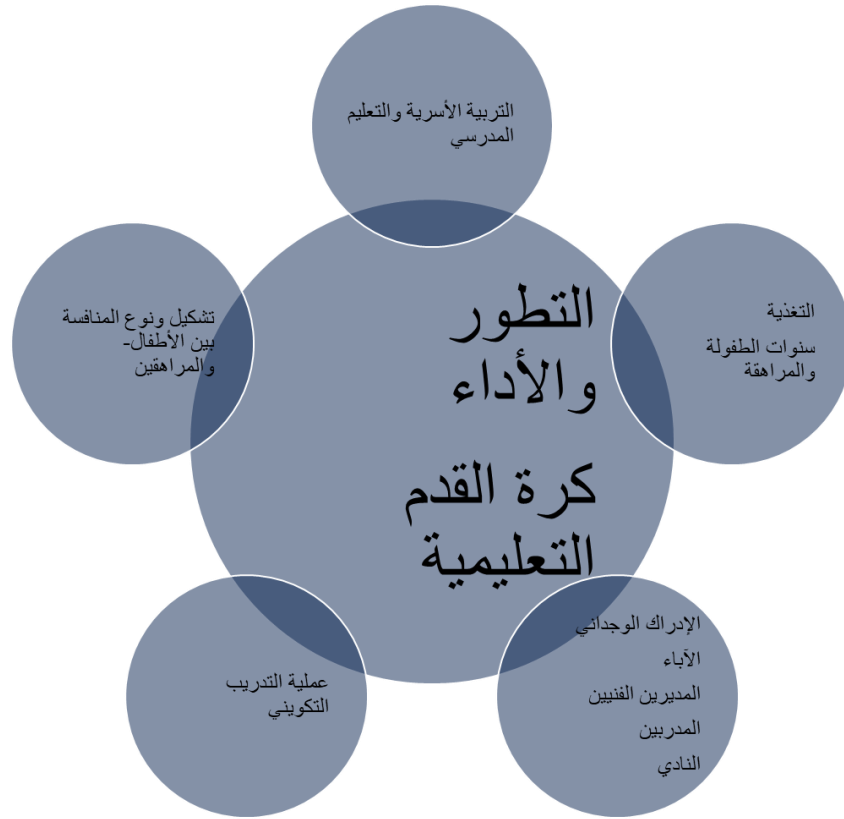 التربية الأسرية والتعليم
المدرسي
التغذية
سنوات الطفولة
والمراهقة
تشكيل ونوع المنافسة
بين الأطفال-
والمراهقين
التطور
والأداء
كرة القدم
التعليمية
الإدراك الوجداني
الآباء
المديرين الفنيين
المدربين
النادي
عملية التدريب
التكويني